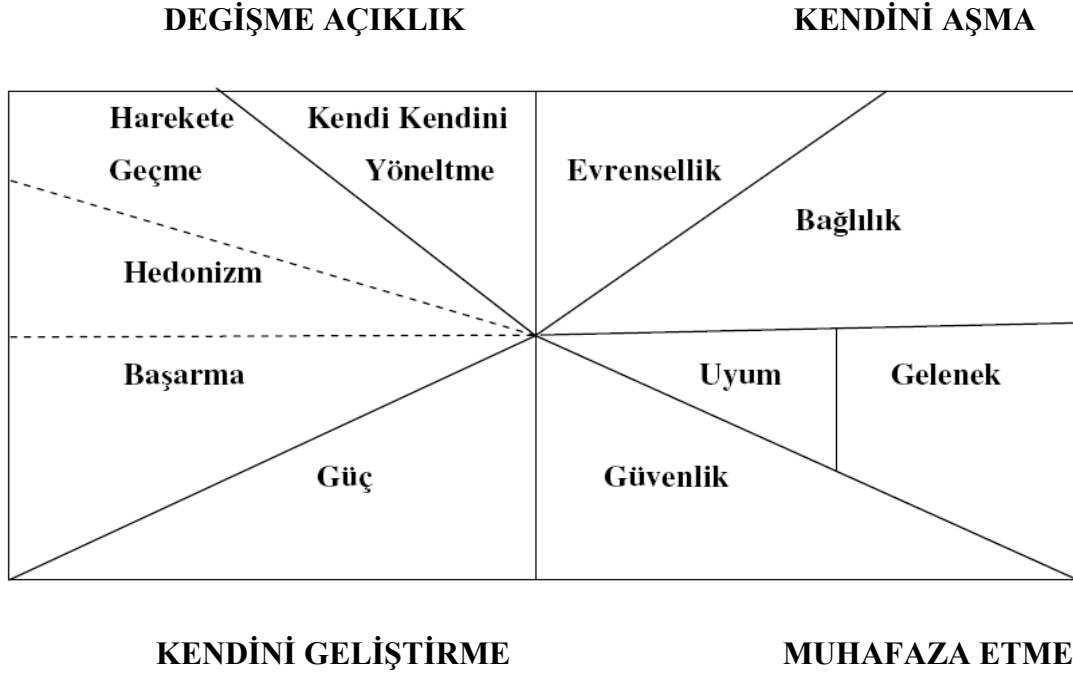 DEGİŞME AÇIKLIK
KENDİNİ AŞMA
Harekete
Geçme
Kendi Kendini
Yöneltme
Evrensellik
Bağlılık
Hedonizm
Başarma
Uyum
Gelenek
Güç
Güvenlik
KENDİNİ GELİŞTİRME
MUHAFAZA ETME